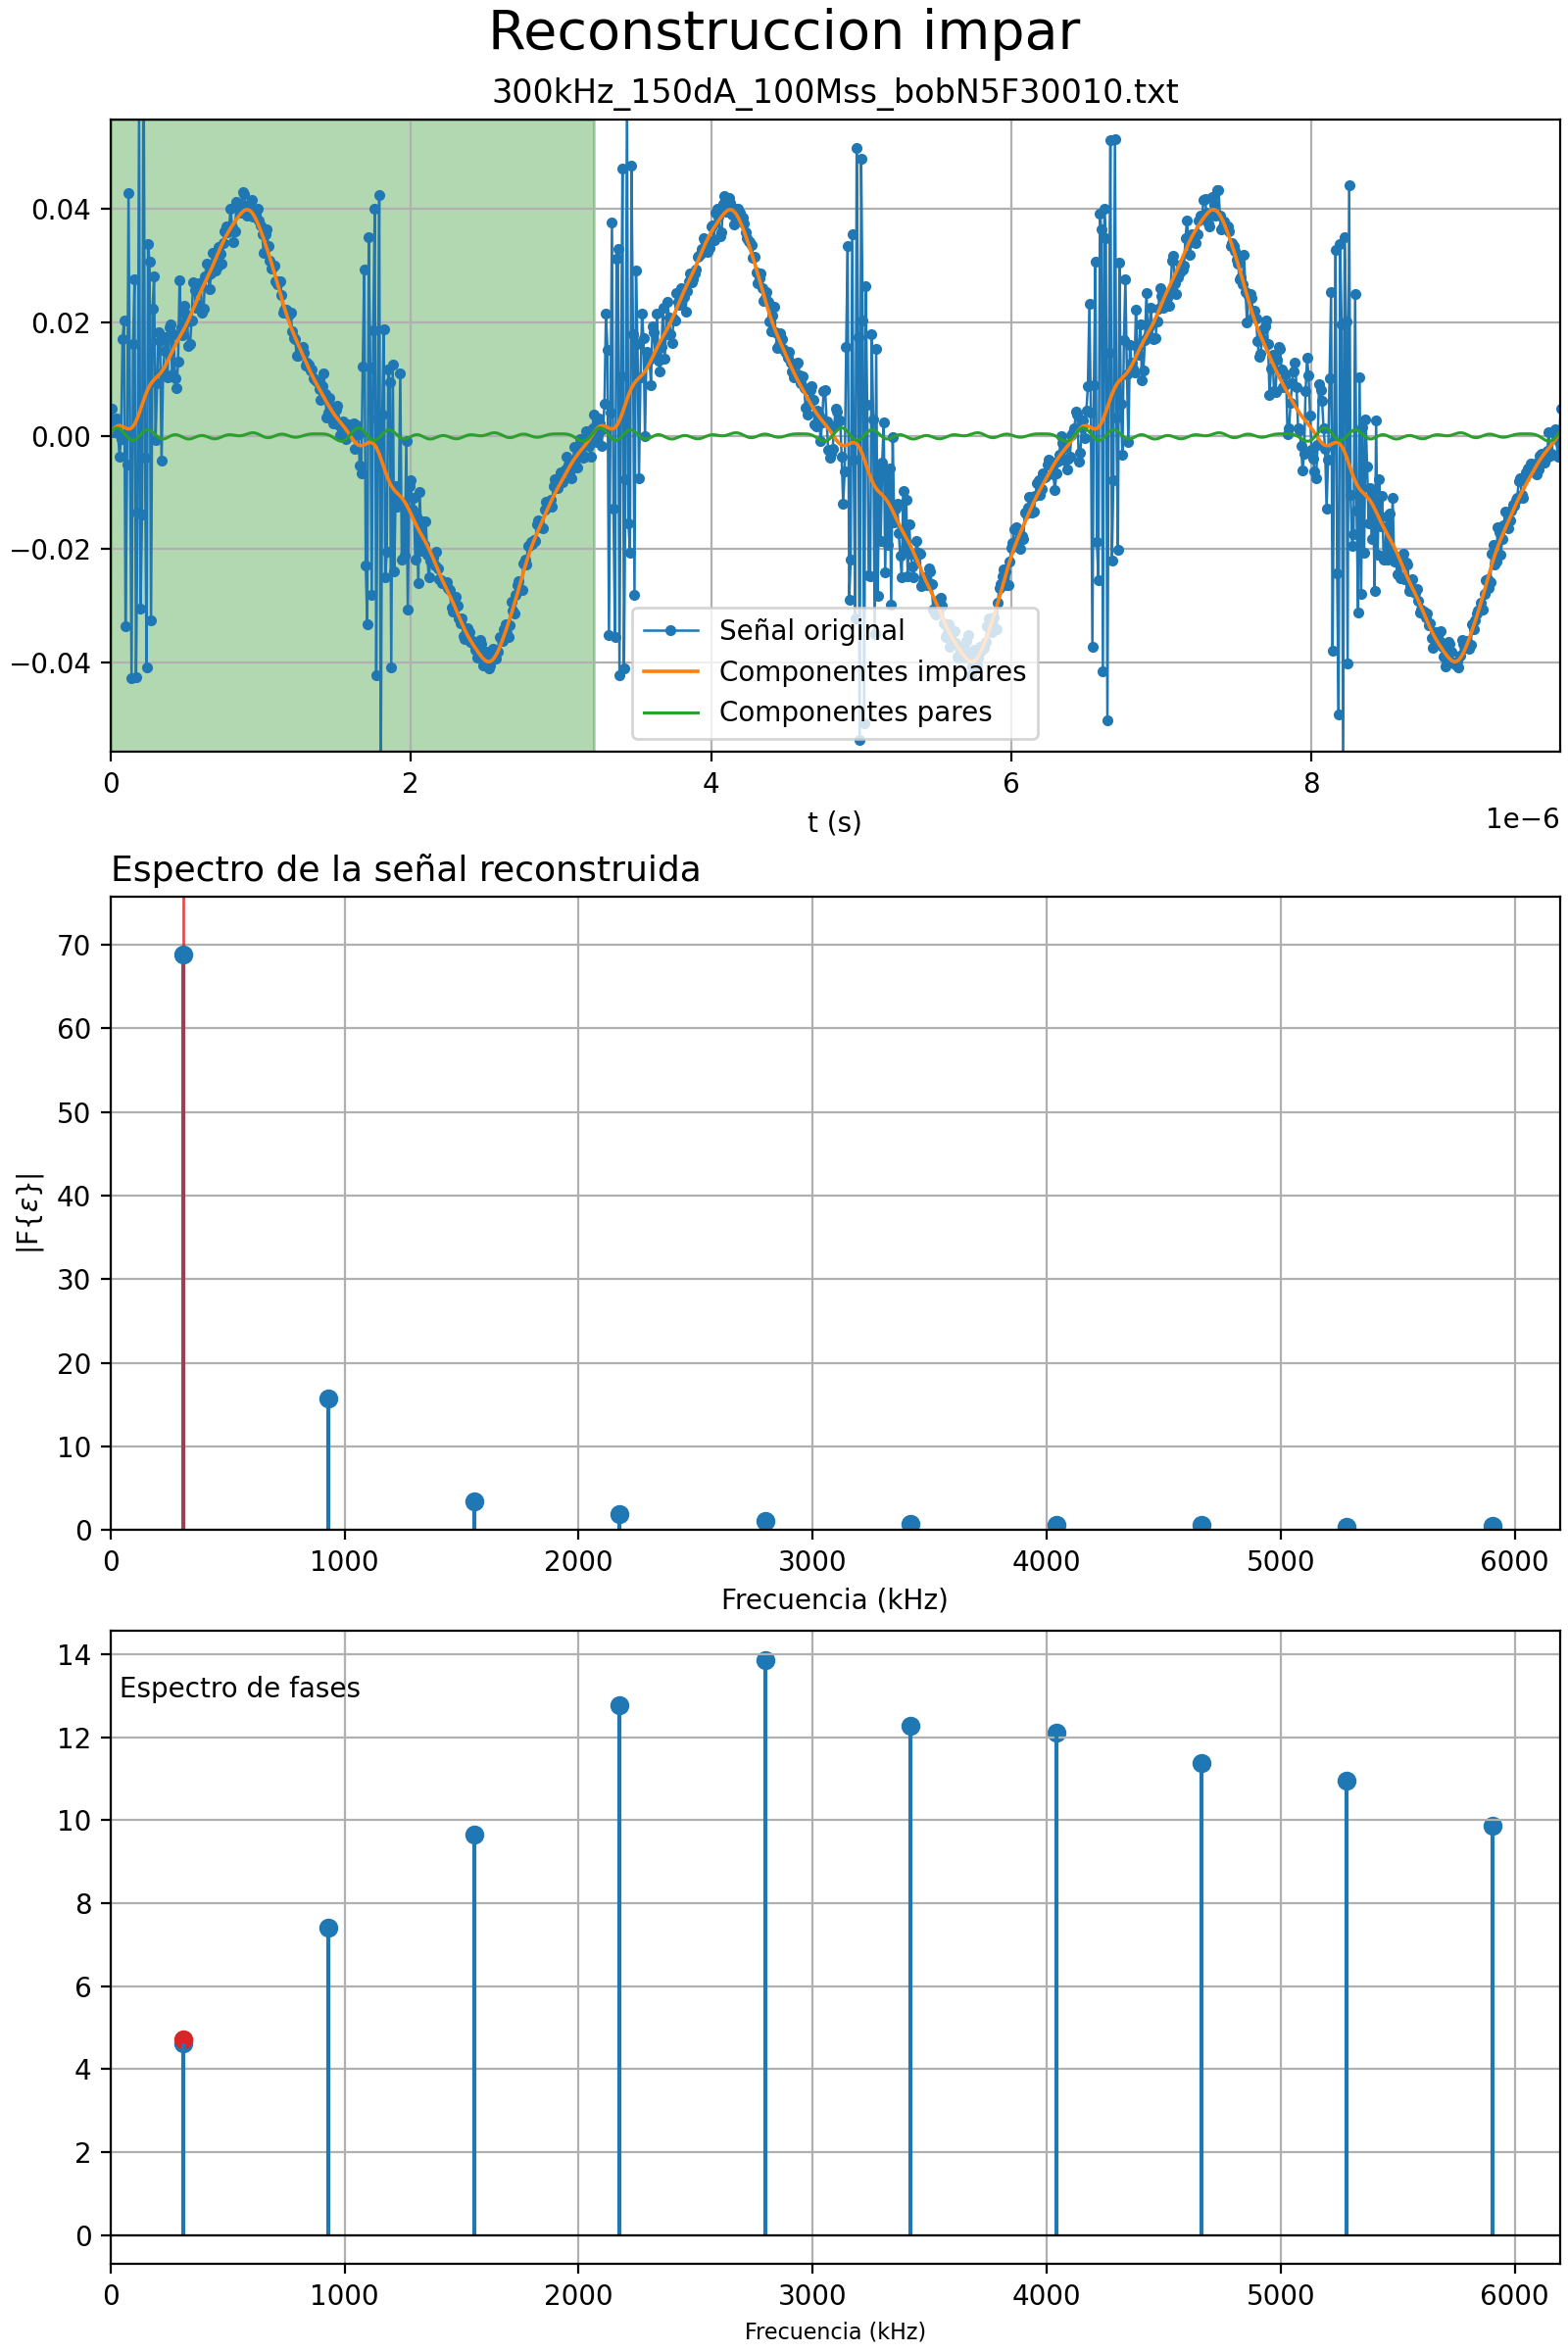 Reconstruccion impar
300kHz_150dA_100Mss_bobN5F30010.txt
0.04
0.02
0.00
−0.02
−0.04
Señal original
Componentes impares
Componentes pares
0 2 4 6 8
t (s)
1e−6
Espectro de la señal reconstruida
70
60
50
40
30
20
10
0
|F{ε}|
0 1000 2000 3000 4000 5000 6000
Frecuencia (kHz)
14
12
10
8
6
4
2
0
Espectro de fases
0 1000 2000 3000 4000 5000 6000
Frecuencia (kHz)